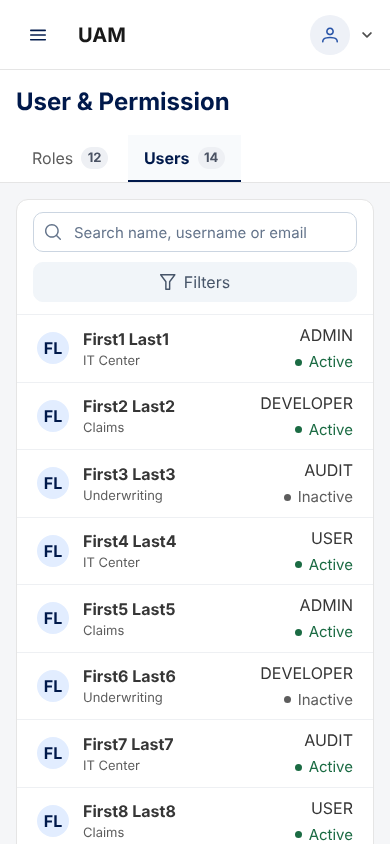 UAM
User & Permission
Roles 12
Users 14
Search name, username or email
Filters
FL First1 Last1 ADMIN
IT Center Active
FL First2 Last2 DEVELOPER
Claims Active
FL First3 Last3 AUDIT
Underwriting Inactive
FL First4 Last4 USER
IT Center Active
FL First5 Last5 ADMIN
Claims Active
FL First6 Last6 DEVELOPER
Underwriting Inactive
FL First7 Last7 AUDIT
IT Center Active
FL First8 Last8 USER
Claims Active